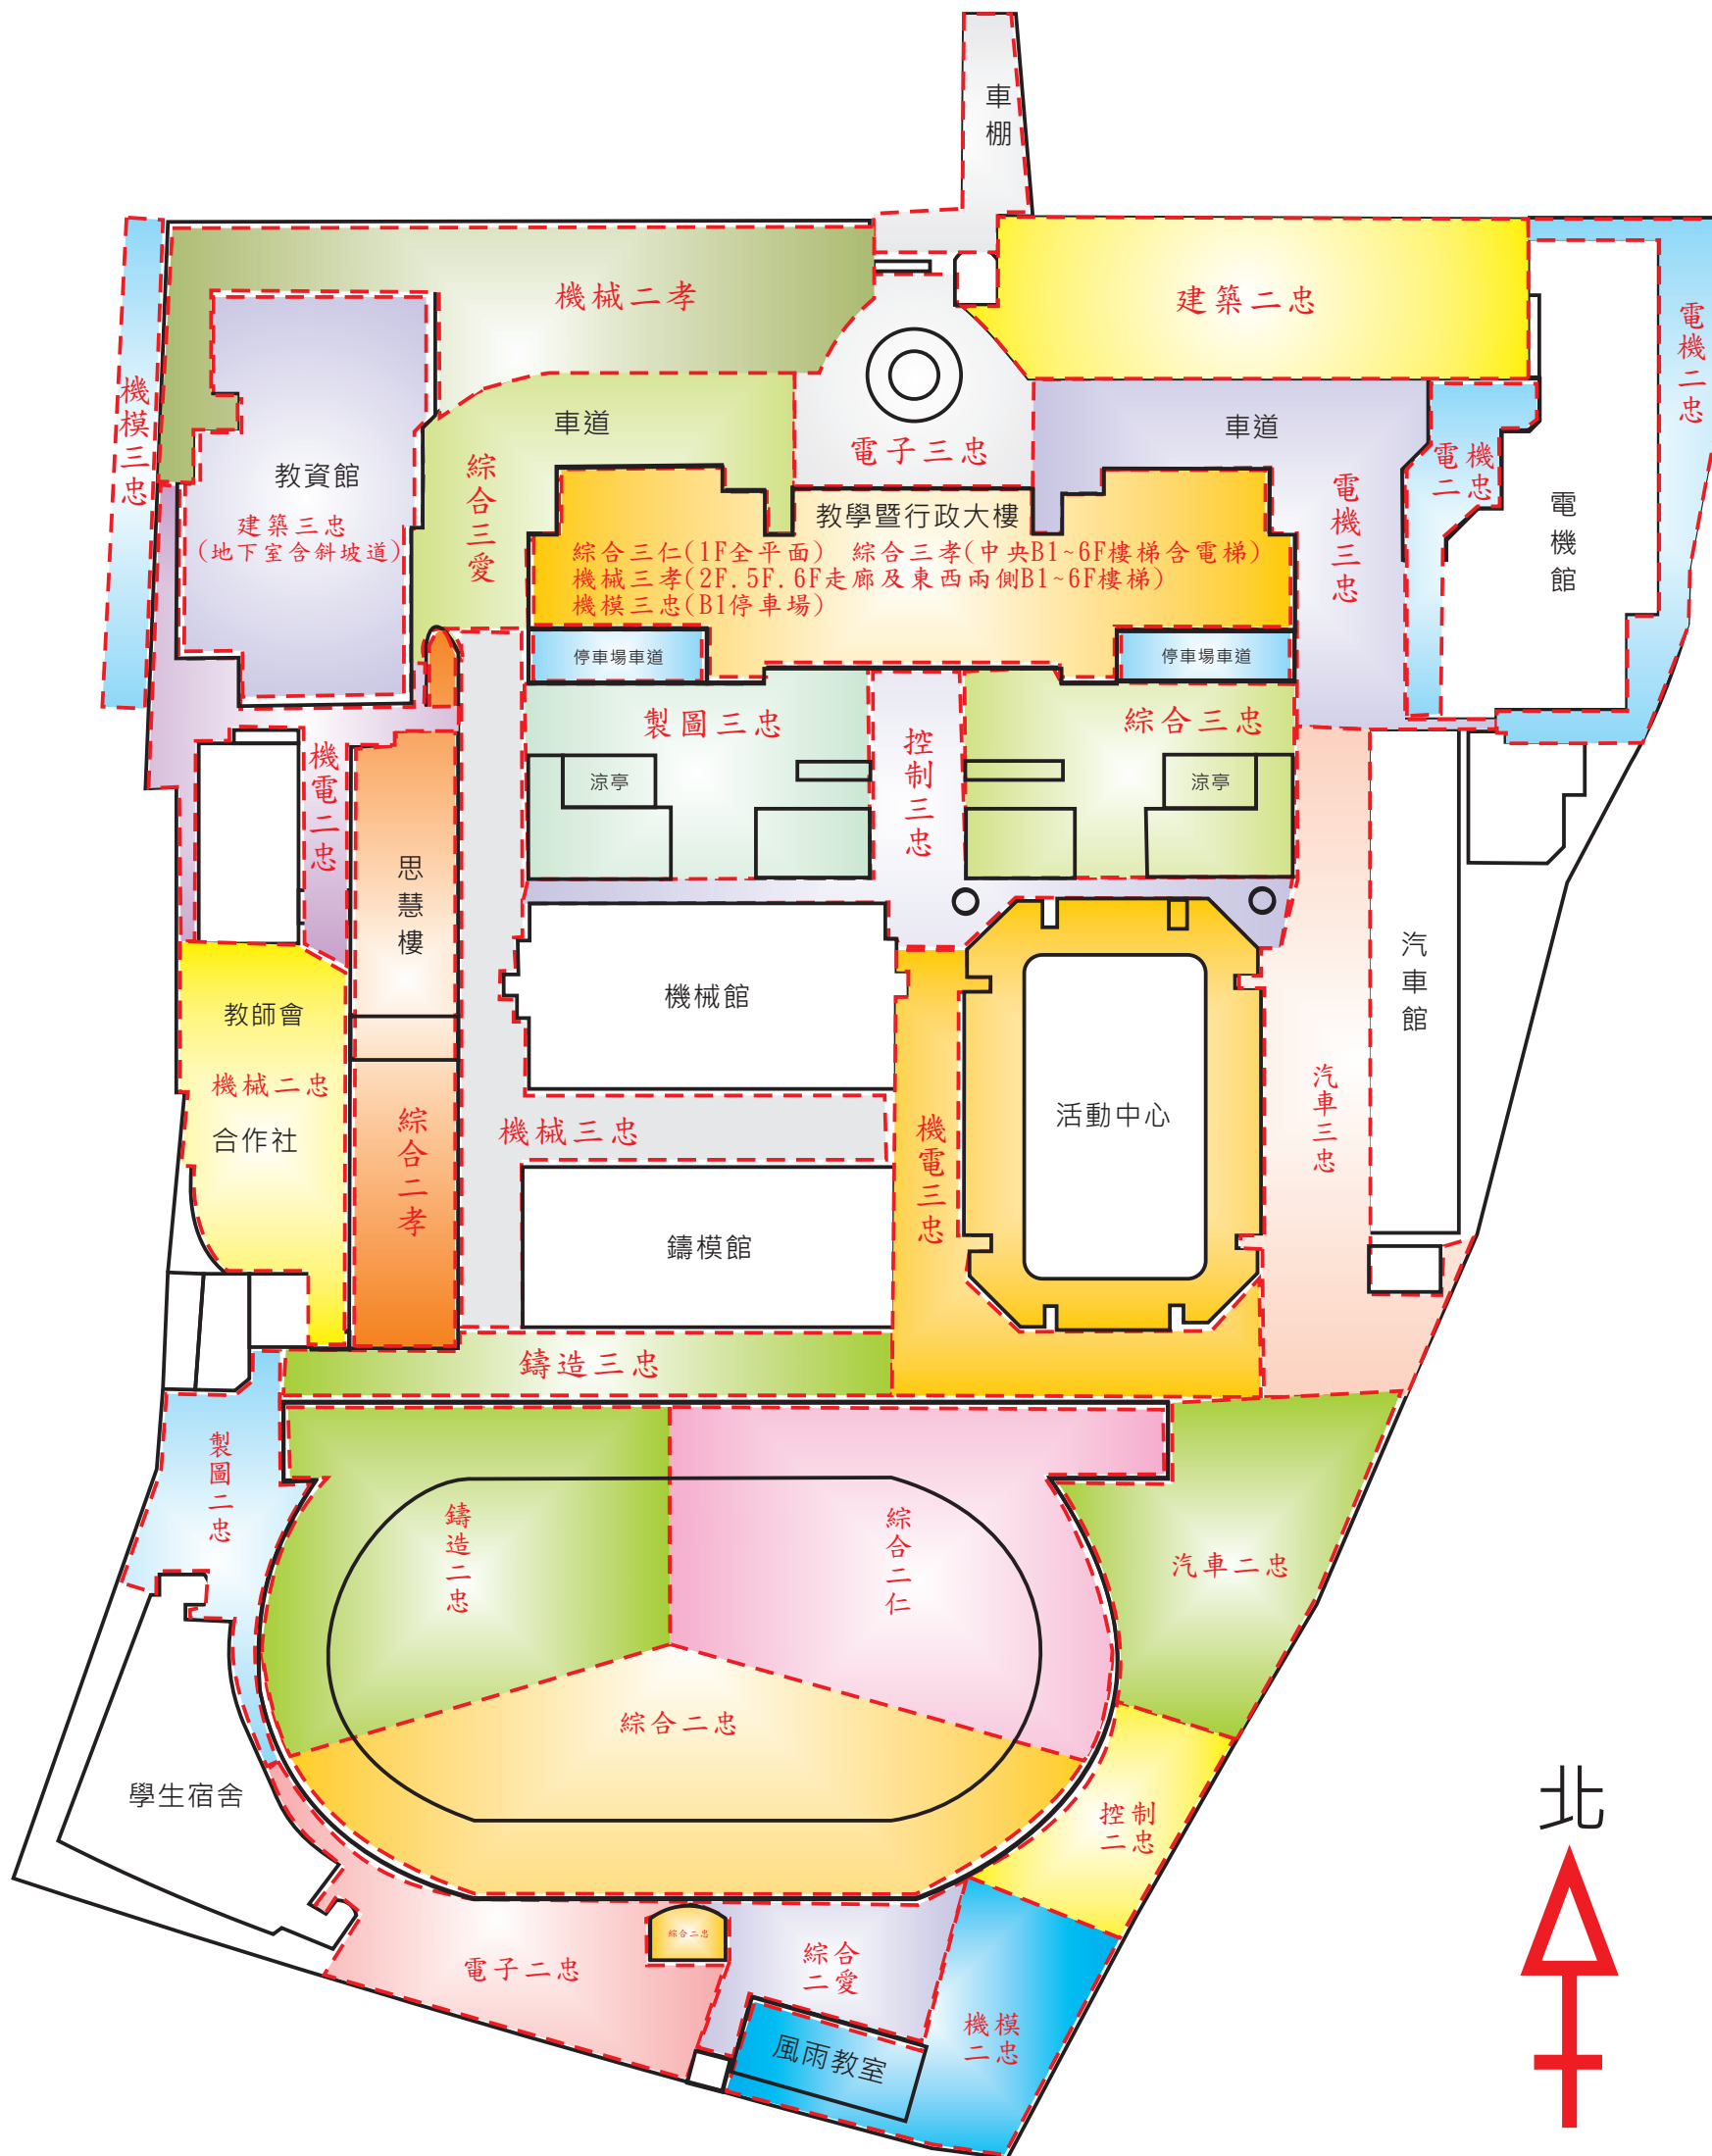 車棚
機械二孝
建築二忠
電機二忠
機模三忠
車道
車道
電子三忠
綜合三愛
電機二忠
教資館
建築三忠
(地下室含斜坡道)
電機三忠
電機館
教學暨行政大樓
綜合三仁(1F全平面) 綜合三孝(中央B1~6F樓梯含電梯)
機械三孝(2F.5F.6F走廊及東西兩側B1~6F樓梯)
機模三忠(B1停車場)
停車場車道
停車場車道
製圖三忠
綜合三忠
控制三忠
機電二忠
涼亭
涼亭
思慧樓
汽車館
機械館
教師會
機械二忠
合作社
綜合二孝
機械三忠
機電三忠
活動中心
汽車三忠
鑄模館
鑄造三忠
製圖二忠
鑄造二忠
綜合二仁
汽車二忠
綜合二忠
學生宿舍
控制
二忠
北
綜合二忠
電子二忠
綜合
二愛
機模
二忠
風雨教室